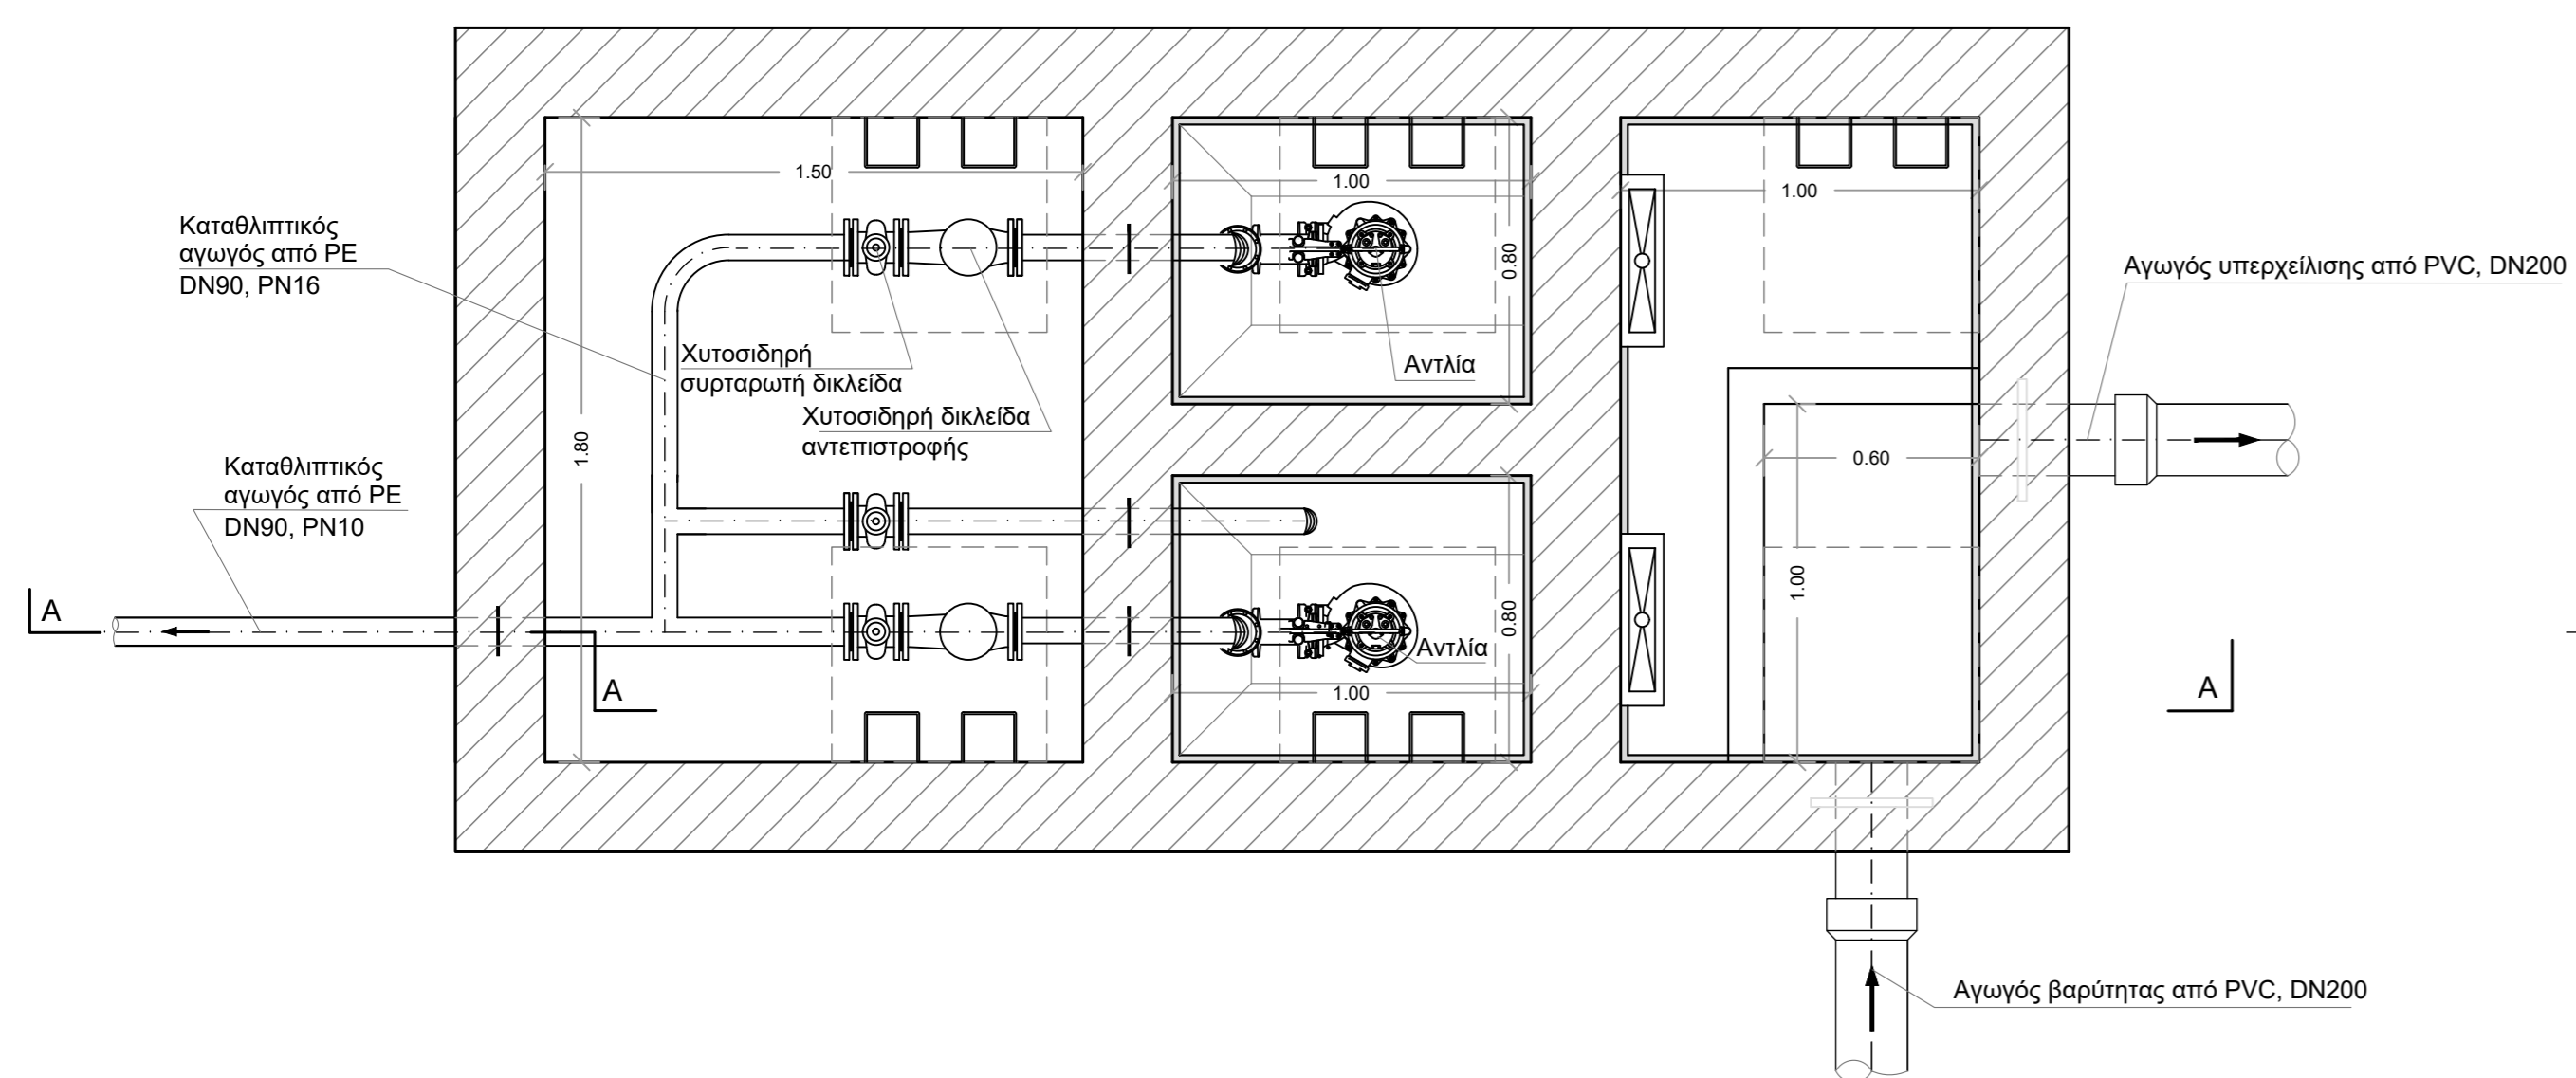 1.50
1.00
1.00
Καταθλιπτικός
αγωγός από PE
DN90, PN16
0.80
Αγωγός υπερχείλισης από PVC, DN200
Χυτοσιδηρή
συρταρωτή δικλείδα
Αντλία
Χυτοσιδηρή δικλείδα
αντεπιστροφής
1.80
0.60
Καταθλιπτικός
αγωγός από PE
DN90, PN10
1.00
A
0.80
Αντλία
A
1.00
A
Αγωγός βαρύτητας από PVC, DN200